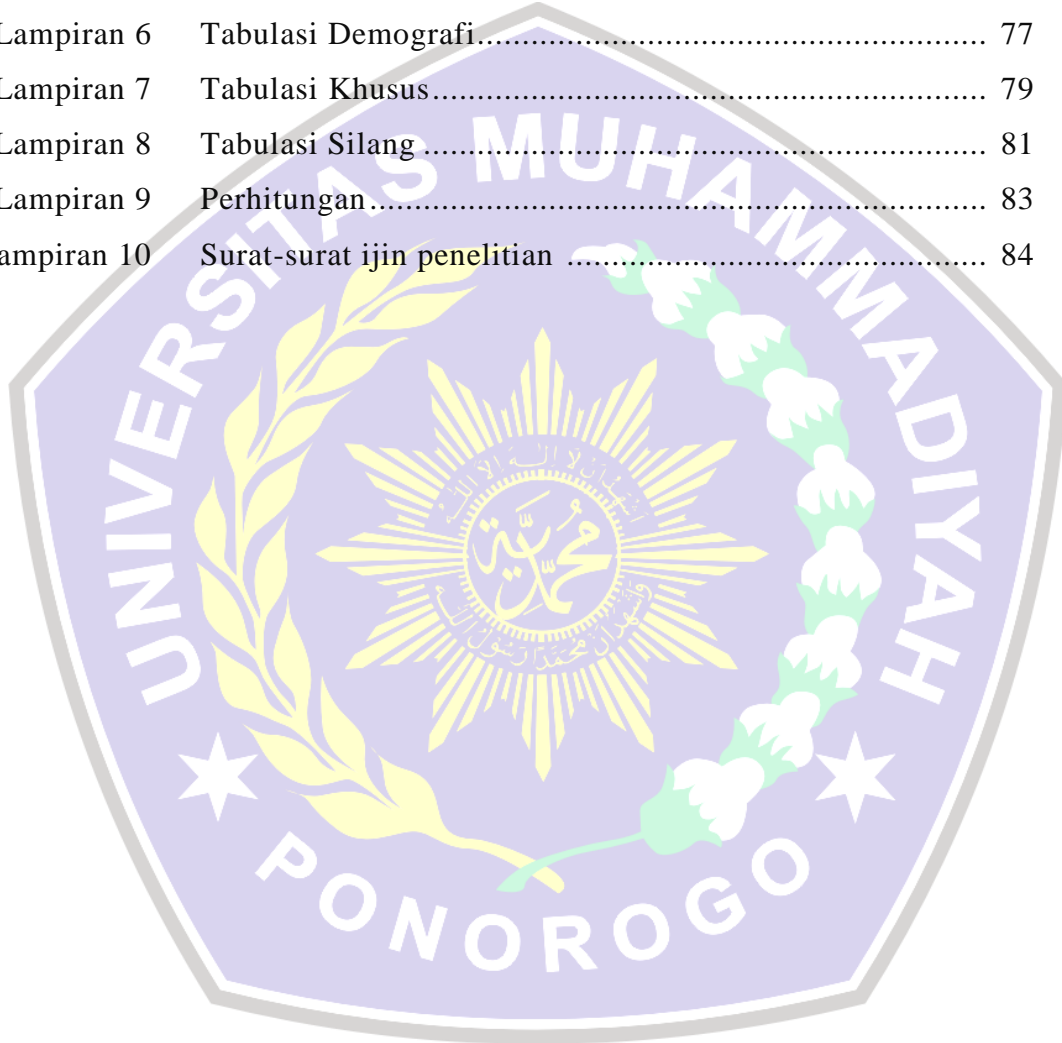 Lampiran 6 Tabulasi Demografi................................................................ 77
Lampiran 7 Tabulasi Khusus...................................................................... 79
Lampiran 8 Tabulasi Silang ....................................................................... 81
Lampiran 9 Perhitungan.............................................................................. 83
ampiran 10 Surat-surat ijin penelitian ..................................................... 84
UNIVERSITAS MUHAMMADIYAH
PONOROGO
محمدية